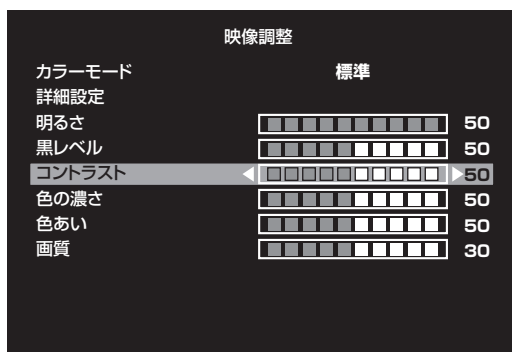 映像調整
カラーモード 標準
詳細設定
明るさ 50
黒レベル 50
コントラスト 50
色の濃さ 50
色あい 50
画質 30